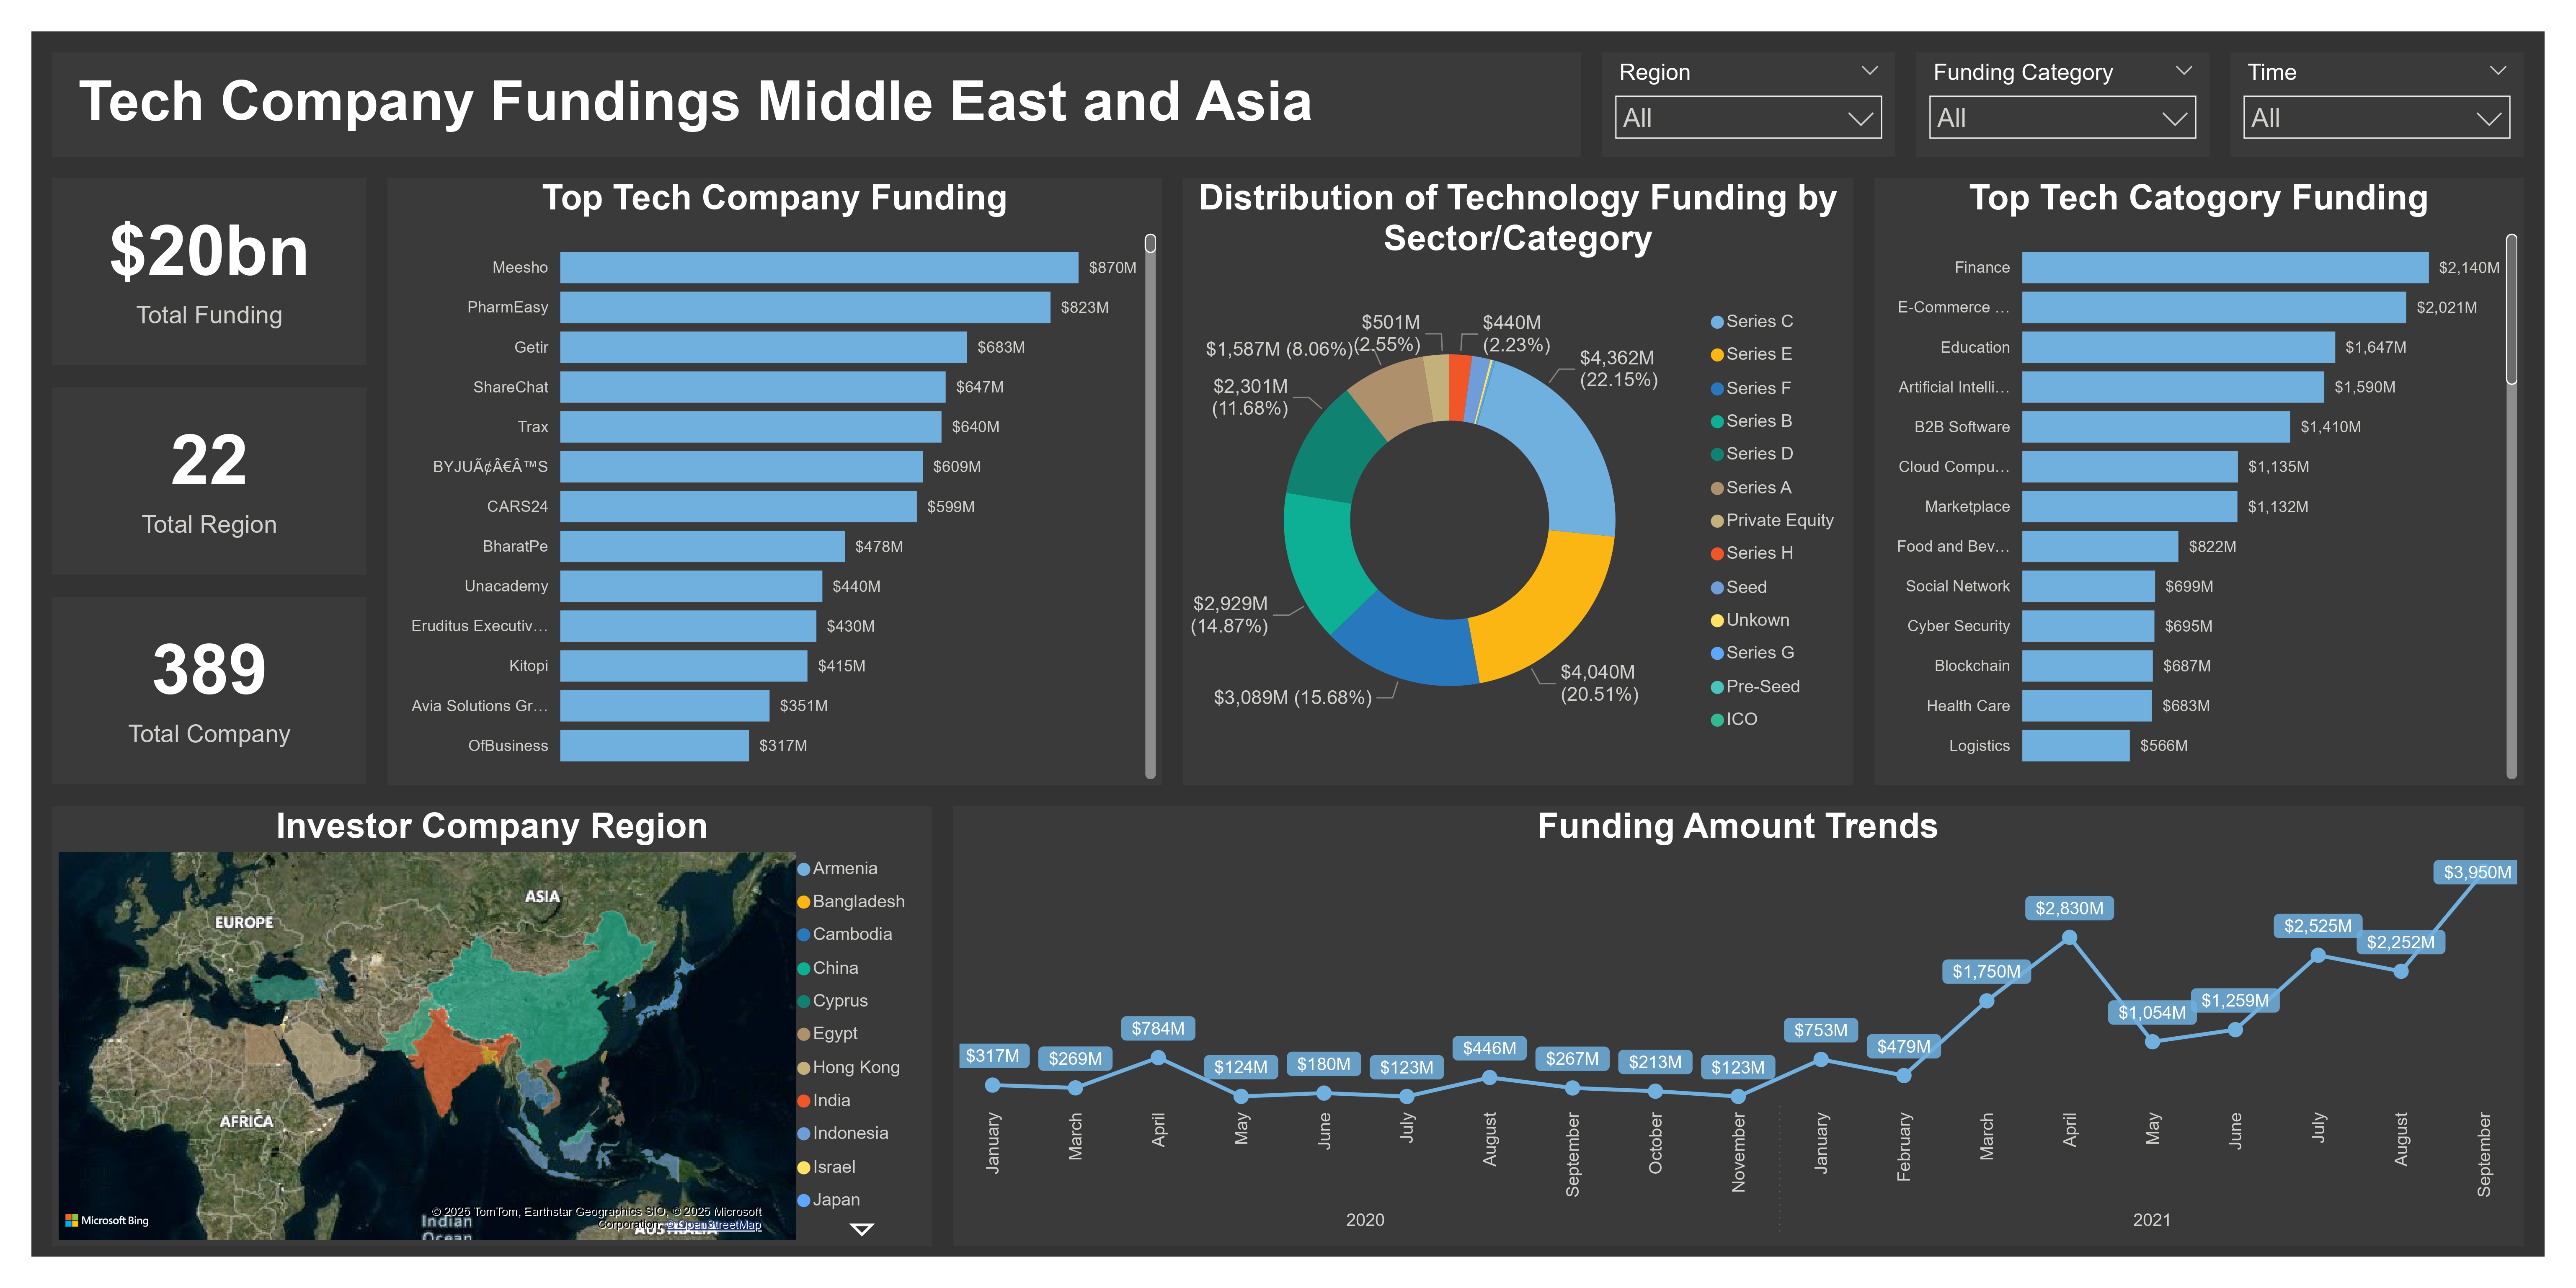 Tech Company Fundings Middle East and Asia
Region
All
Funding Category
All
Time
All
$20bn
Total Funding
22
Total Region
389
Total Company
Top Tech Company Funding
Meesho $870M
PharmEasy $823M
Getir $683M
ShareChat $647M
Trax $640M
BYJUÃ¢Â€Â™S $609M
CARS24 $599M
BharatPe $478M
Unacademy $440M
Eruditus Executiv… $430M
Kitopi $415M
Avia Solutions Gr… $351M
OfBusiness $317M
Distribution of Technology Funding by
Sector/Category
$501M
(2.55%)
$440M
(2.23%)
$1,587M (8.06%)
$4,362M
(22.15%)
$2,301M
(11.68%)
$2,929M
(14.87%)
$3,089M (15.68%)
$4,040M
(20.51%)
Series C
Series E
Series F
Series B
Series D
Series A
Private Equity
Series H
Seed
Unkown
Series G
Pre-Seed
ICO
Top Tech Catogory Funding
Finance $2,140M
E-Commerce … $2,021M
Education $1,647M
Artificial Intelli… $1,590M
B2B Software $1,410M
Cloud Compu… $1,135M
Marketplace $1,132M
Food and Bev… $822M
Social Network $699M
Cyber Security $695M
Blockchain $687M
Health Care $683M
Logistics $566M
Investor Company Region
ASIA
EUROPE
AFRICA
Indian
Ocean
AUSTRALIA
Microsoft Bing
© 2025 TomTom, Earthstar Geographics SIO, © 2025 Microsoft
Corporation, © OpenStreetMap
Armenia
Bangladesh
Cambodia
China
Cyprus
Egypt
Hong Kong
India
Indonesia
Israel
Japan
Funding Amount Trends
$317M
$269M
$784M
$124M
$180M
$123M
$446M
$267M
$213M
$123M
$753M
$479M
$1,750M
$2,830M
$1,054M
$1,259M
$2,525M
$2,252M
$3,950M
January
March
April
May
June
July
August
September
October
November
January
February
March
April
May
June
July
August
September
2020
2021